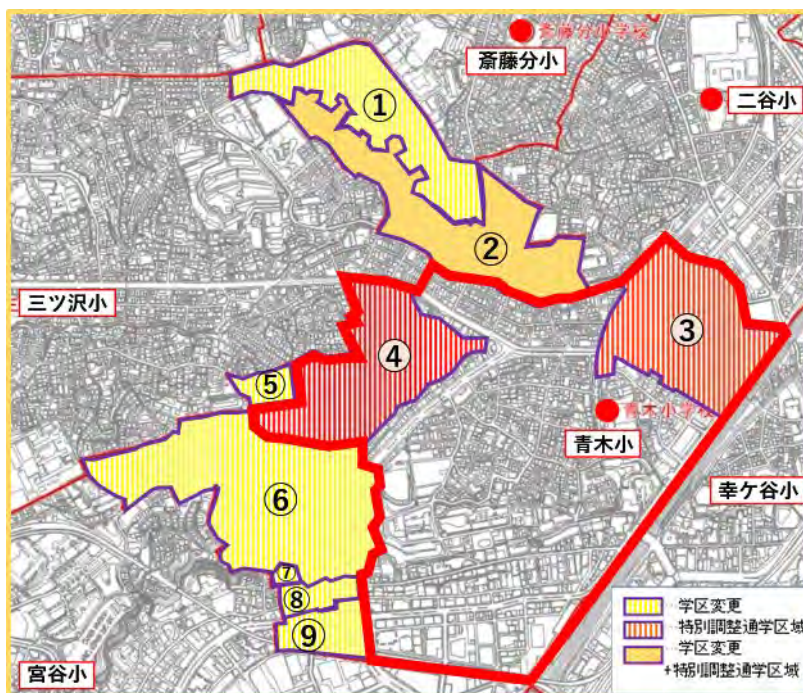 斎藤分小学校
斎藤分小
二谷小
①
②
三ツ沢小
③
④
⑤
青木小学校
青木小
幸ケ谷小
⑥
⑦
⑧
⑨
宮谷小
学区変更
特別調整通学区域
学区変更
+特別調整通学区域